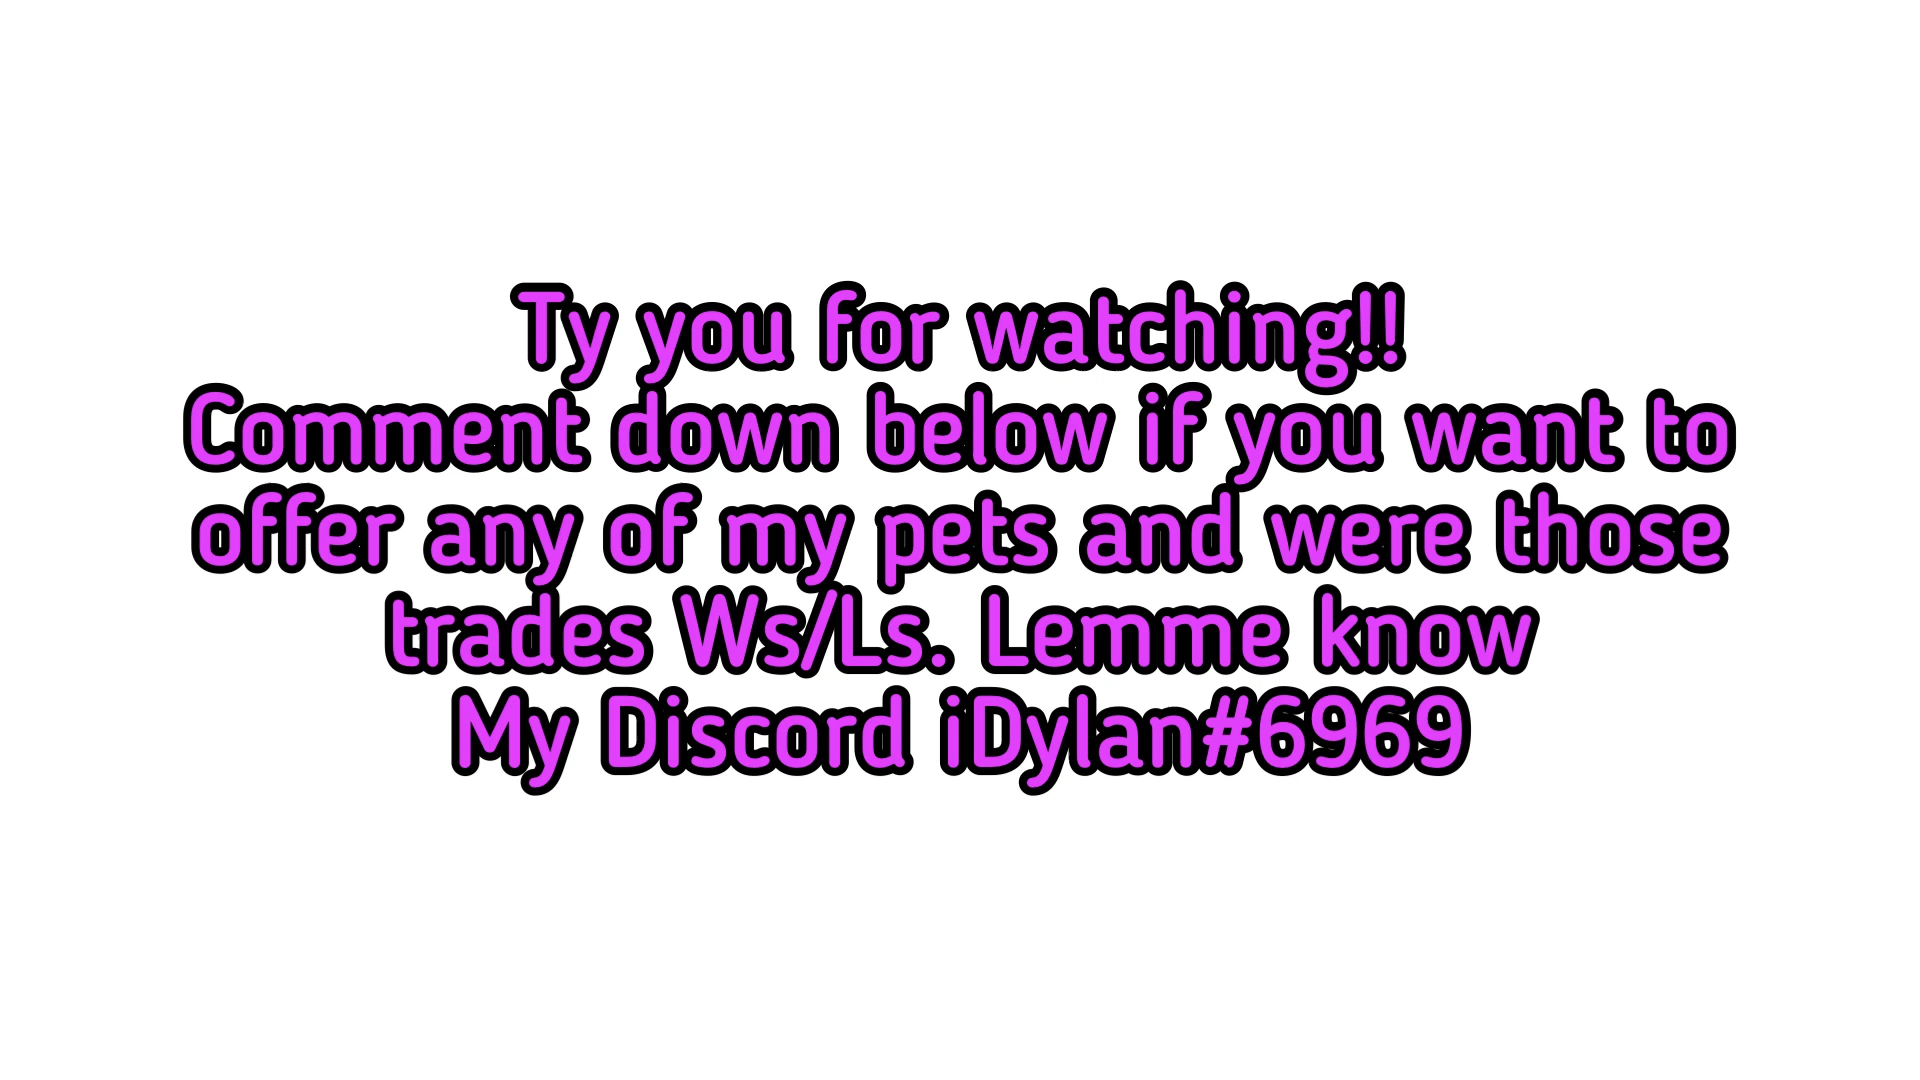 Ty you for watching!!
Comment down below if you want to
offer any of my pets and were those
trades Ws/Ls. Lemme know
My Discord iDylan#6969